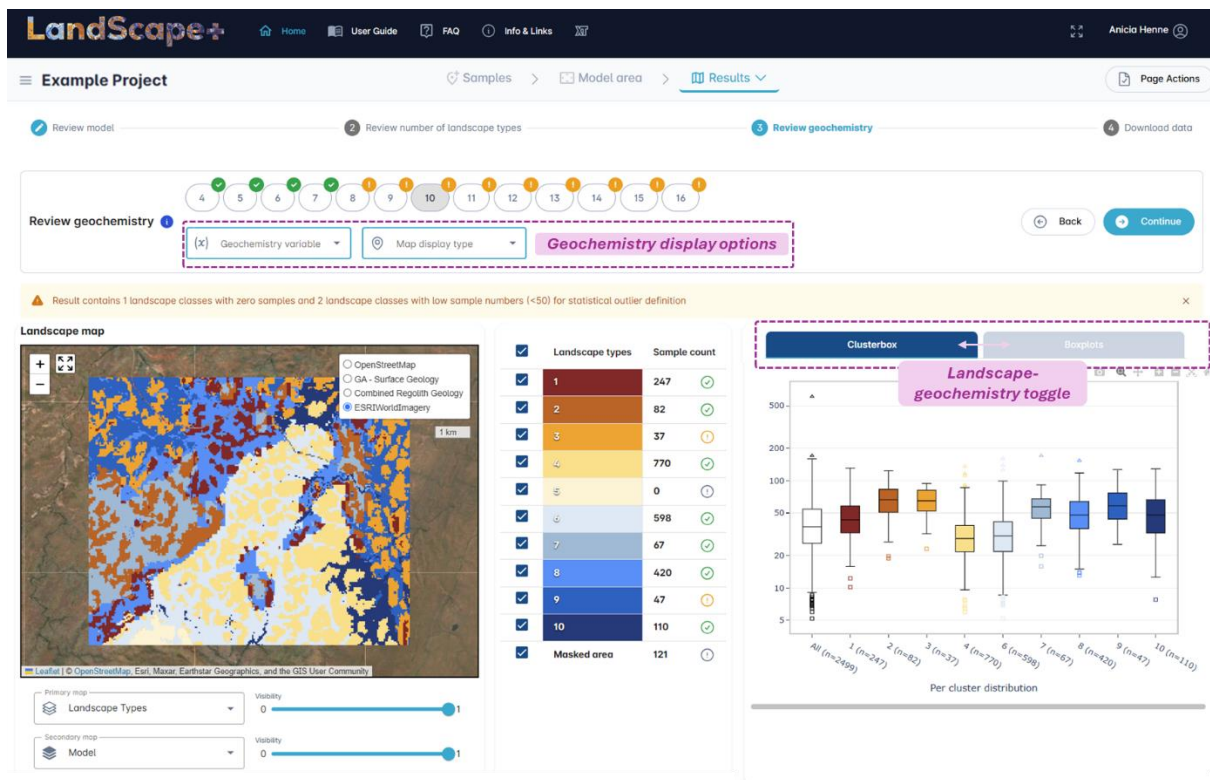 LandScape+
Home
User Guide
FAQ
Info & Links
Anicia Henne
Example Project
Samples > Model area > Results
Page Actions
Review model
2 Review number of landscape types
3 Review geochemistry
4 Download data
Review geochemistry
4 5 6 7 8 9 10 11 12 13 14 15 16
(x) Geochemistry variable
Map display type
Geochemistry display options
Back
Continue
Result contains 1 landscape classes with zero samples and 2 landscape classes with low sample numbers (<50) for statistical outlier definition
Landscape map
+
−
OpenStreetMap
GA - Surface Geology
Combined Regolith Geology
ESRIWorldImagery
1 km
Leaflet | © OpenStreetMap, Esri, Maxar, Earthstar Geographics, and the GIS User Community
Primary map
Landscape Types
Visibility
0 1
Secondary map
Model
Visibility
0 1
Landscape types Sample count
1 247
2 82
3 37
4 770
5 0
6 598
7 67
8 420
9 47
10 110
Masked area 121
Clusterbox
Boxplots
Landscape-
geochemistry toggle
500
200
100
50
20
10
5
All (n=2499)
1 (n=247)
2 (n=82)
3 (n=37)
4 (n=770)
6 (n=598)
7 (n=67)
8 (n=420)
9 (n=47)
10 (n=110)
Per cluster distribution